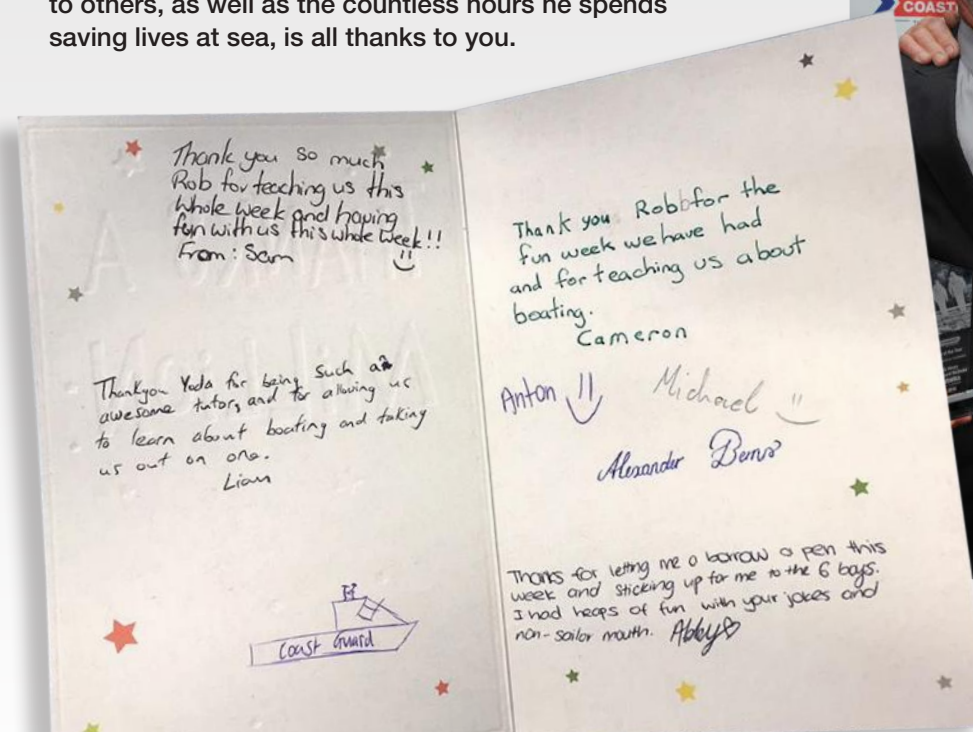 to others, as well as the countless hours he spends
saving lives at sea, is all thanks to you.
COAST
Thank you so much
Rob for teaching us this
whole week and having
fun with us this whole week!!
From: Sam
Thankyou Yoda for being such a
awesome tutor, and for allowing us
to learn about boating and taking
us out on one.
Liam
Coast Guard
Thank you Rob for the
fun week we have had
and for teaching us about
boating.
Cameron
Anton
Michael
Alexander
Thanks for letting me a borrow a pen this
week and sticking up for me to the 6 boys.
I had heaps of fun with your jokes and
non-sailor mouth. Abby
THANKS A
MILLION!